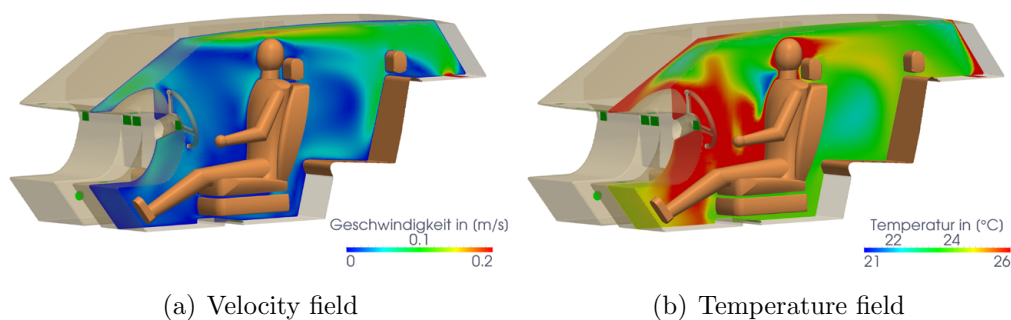 Geschwindigkeit in (m/s)
0.1
0 0.2
Temperatur in (°C)
22 24
21 26
(a) Velocity field
(b) Temperature field